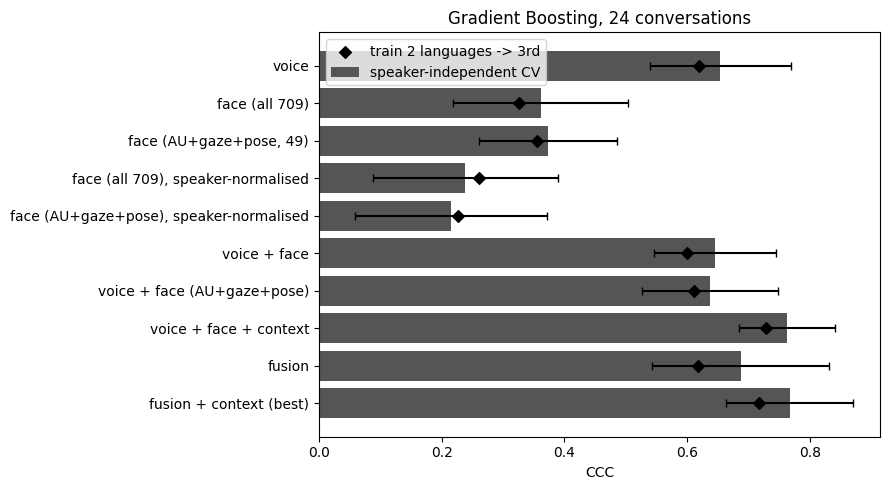 Gradient Boosting, 24 conversations
train 2 languages -> 3rd
speaker-independent CV
voice
face (all 709)
face (AU+gaze+pose, 49)
face (all 709), speaker-normalised
face (AU+gaze+pose), speaker-normalised
voice + face
voice + face (AU+gaze+pose)
voice + face + context
fusion
fusion + context (best)
0.0 0.2 0.4 0.6 0.8
CCC